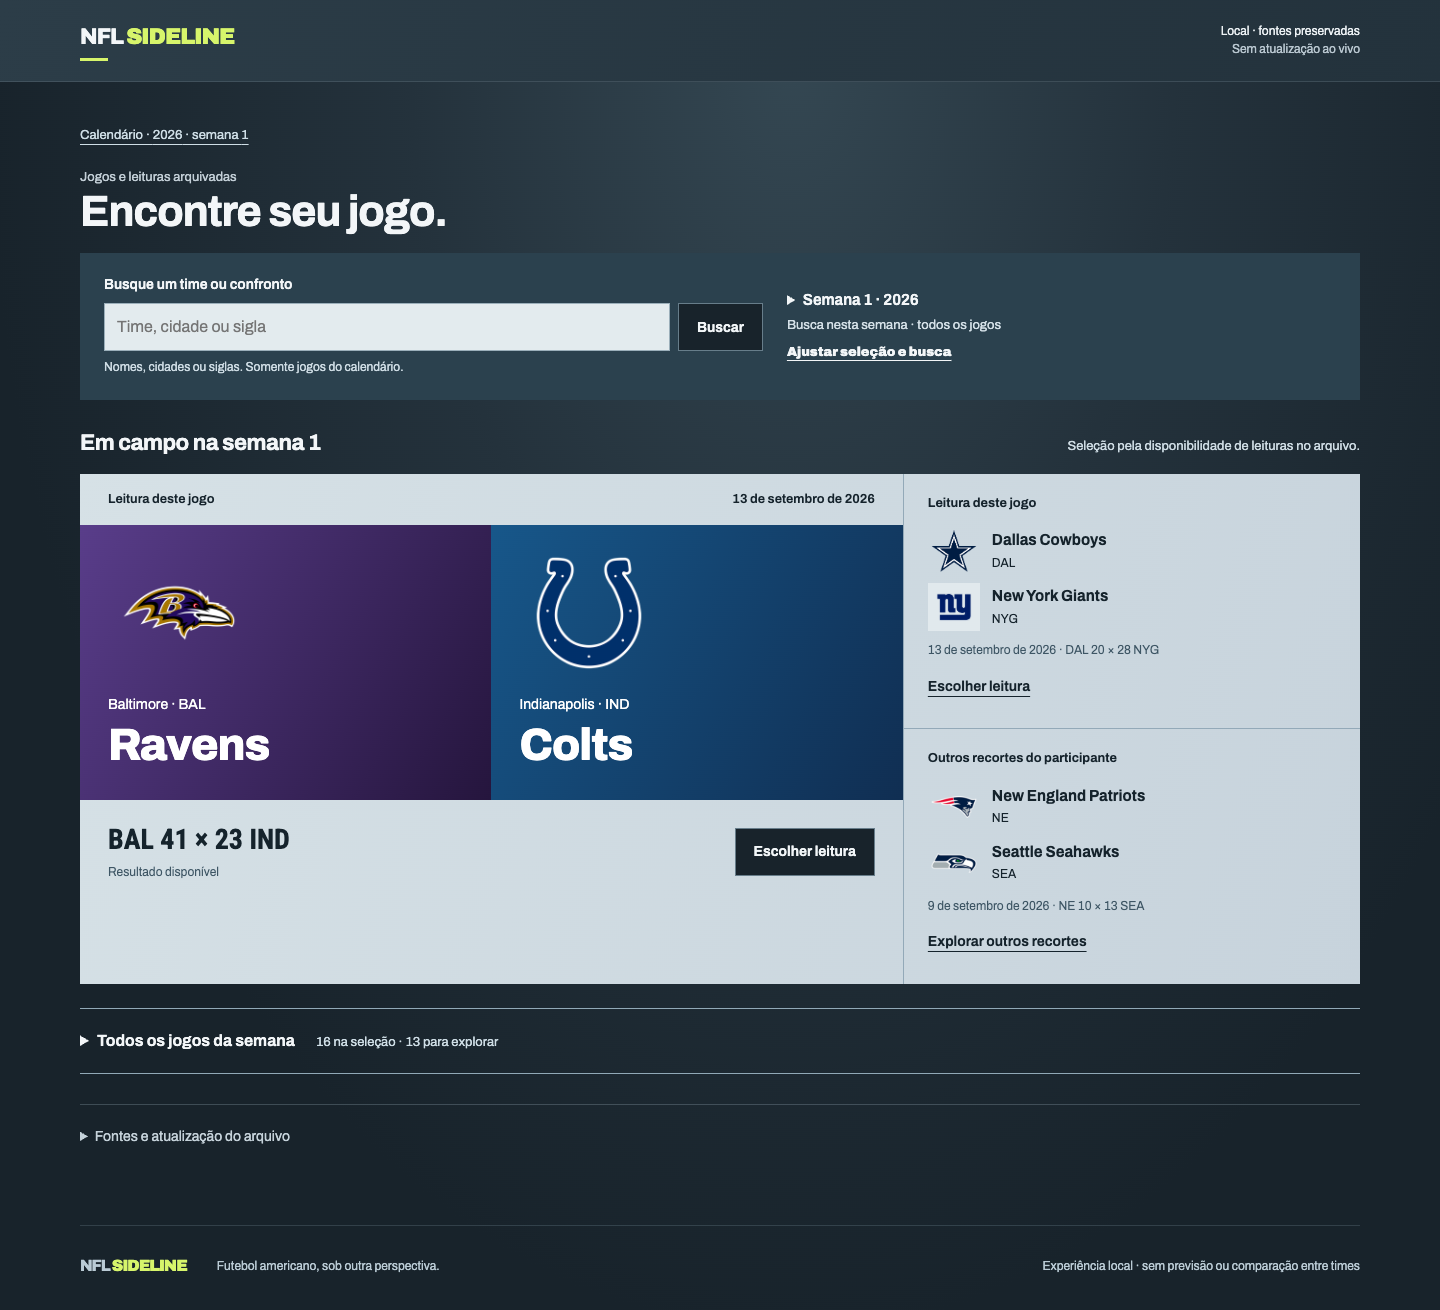 NFL SIDELINE
Local · fontes preservadas
Sem atualização ao vivo
Calendário · 2026 · semana 1
Jogos e leituras arquivadas
Encontre seu jogo.
Busque um time ou confronto
Time, cidade ou sigla
Buscar
Nomes, cidades ou siglas. Somente jogos do calendário.
Semana 1 · 2026
Busca nesta semana · todos os jogos
Ajustar seleção e busca
Em campo na semana 1
Seleção pela disponibilidade de leituras no arquivo.
Leitura deste jogo
13 de setembro de 2026
B
Baltimore · BAL
Ravens
Indianapolis · IND
Colts
BAL 41 × 23 IND
Resultado disponível
Escolher leitura
Leitura deste jogo
Dallas Cowboys
DAL
ny
New York Giants
NYG
13 de setembro de 2026 · DAL 20 × 28 NYG
Escolher leitura
Outros recortes do participante
New England Patriots
NE
Seattle Seahawks
SEA
9 de setembro de 2026 · NE 10 × 13 SEA
Explorar outros recortes
Todos os jogos da semana
16 na seleção · 13 para explorar
Fontes e atualização do arquivo
NFL SIDELINE
Futebol americano, sob outra perspectiva.
Experiência local · sem previsão ou comparação entre times